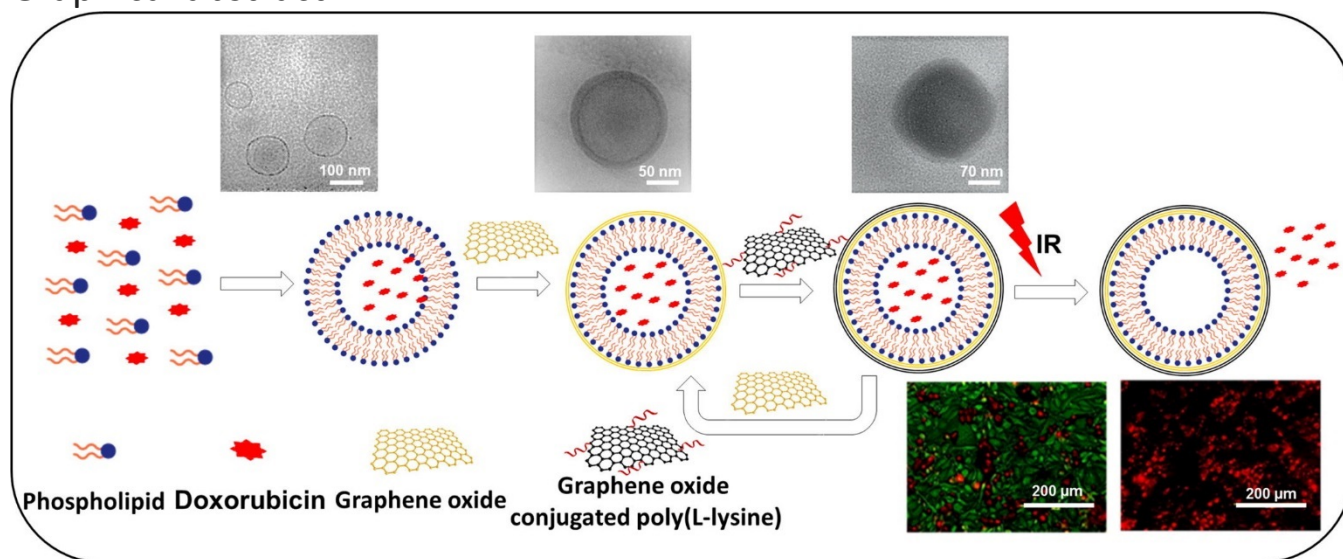 100 nm
50 nm
70 nm
IR
Phospholipid
Doxorubicin
Graphene oxide
Graphene oxide
conjugated poly(L-lysine)
200 µm
200 µm